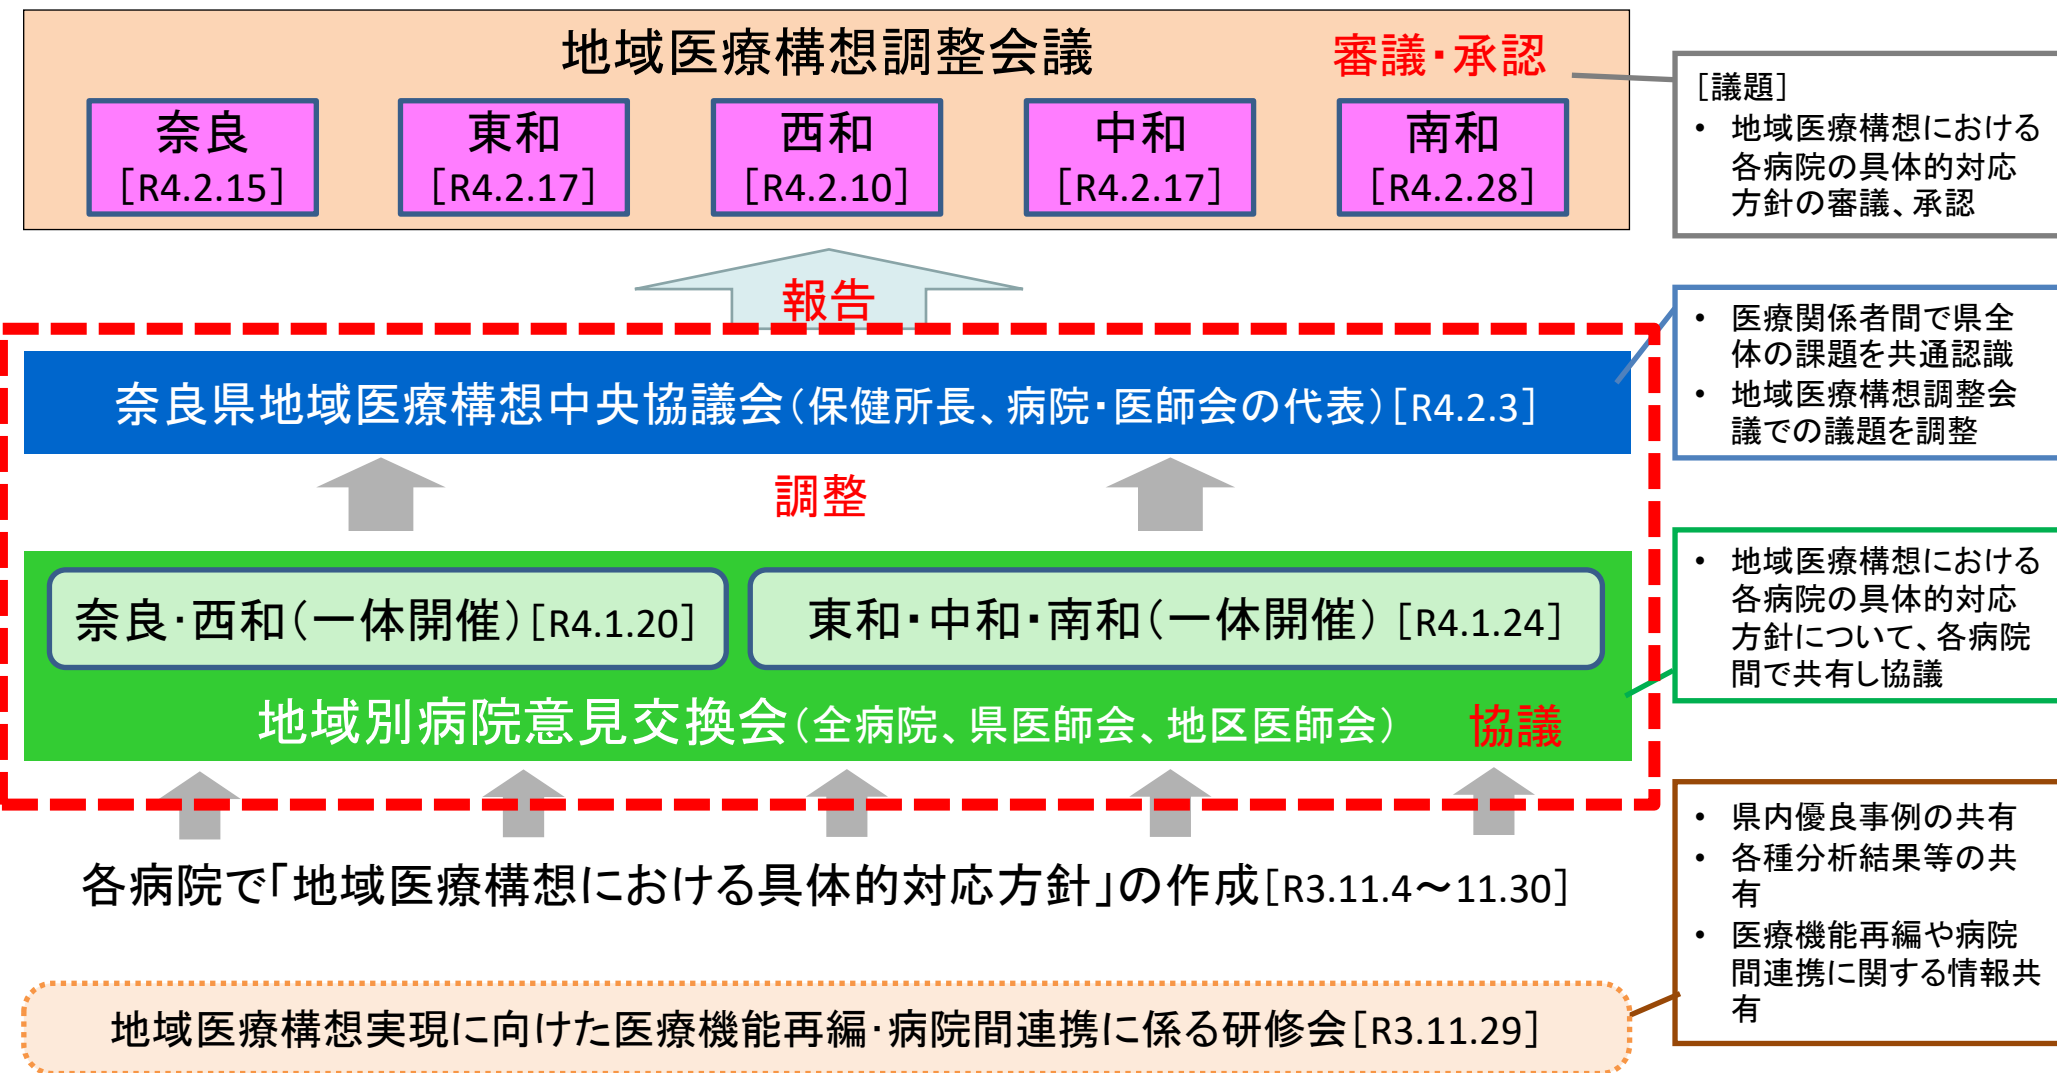 地域医療構想調整会議
審議・承認
奈良
[R4.2.15]
東和
[R4.2.17]
西和
[R4.2.10]
中和
[R4.2.17]
南和
[R4.2.28]
［議題］
• 地域医療構想における
各病院の具体的対応
方針の審議、承認
報告
• 医療関係者間で県全
体の課題を共通認識
• 地域医療構想調整会
議での議題を調整
奈良県地域医療構想中央協議会（保健所長、病院・医師会の代表）[R4.2.3]
調整
• 地域医療構想における
各病院の具体的対応
方針について、各病院
間で共有し協議
奈良・西和（一体開催）[R4.1.20]
東和・中和・南和（一体開催）[R4.1.24]
地域別病院意見交換会（全病院、県医師会、地区医師会）
協議
各病院で「地域医療構想における具体的対応方針」の作成[R3.11.4～11.30]
• 県内優良事例の共有
• 各種分析結果等の共
有
• 医療機能再編や病院
間連携に関する情報共
有
地域医療構想実現に向けた医療機能再編・病院間連携に係る研修会[R3.11.29]